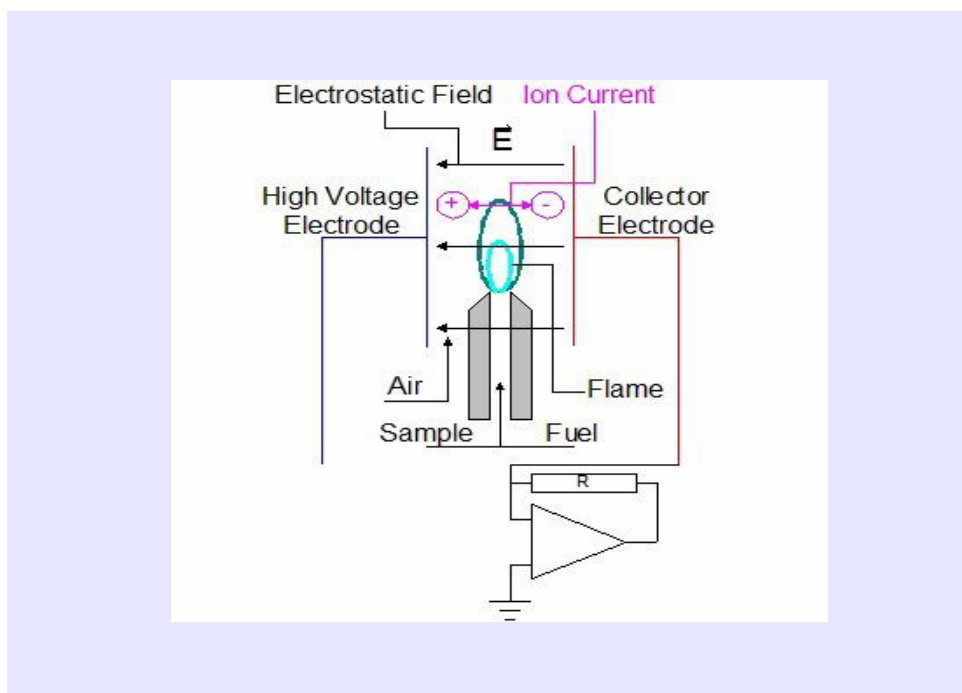 Electrostatic Field Ion Current
E
High Voltage
Electrode
+
-
Collector
Electrode
Air
Flame
Sample
Fuel
R